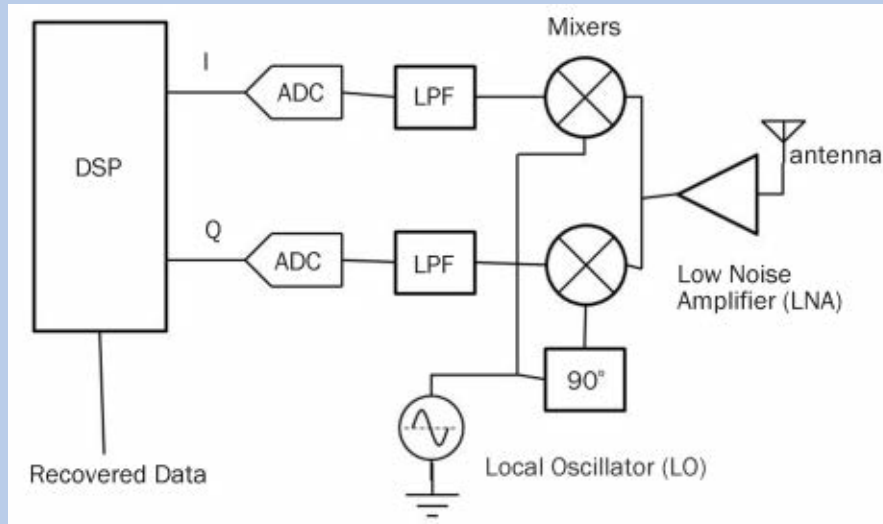 Mixers
I
ADC
LPF
antenna
DSP
Q
ADC
LPF
Low Noise
Amplifier (LNA)
90°
Local Oscillator (LO)
Recovered Data